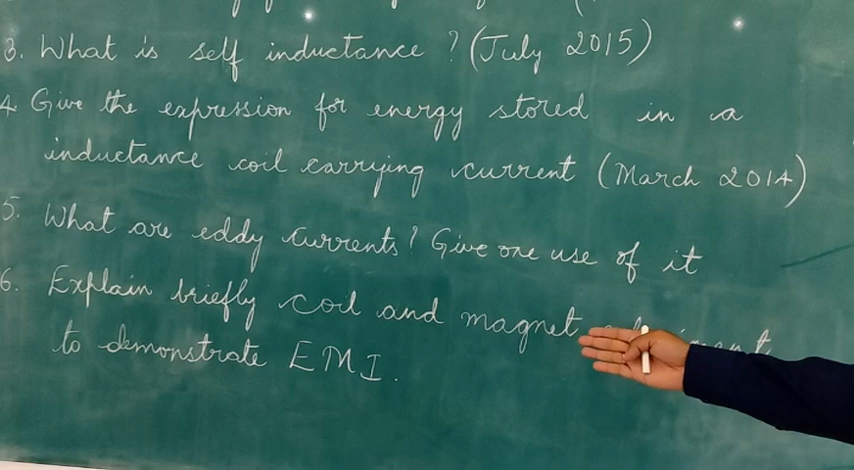 3. What is self inductance ? (July 2015)
4. Give the expression for energy stored in a
inductance coil carrying current (March 2014)
5. What are eddy currents? Give one use of it
6. Explain briefly coil and magnet
to demonstrate EMI.